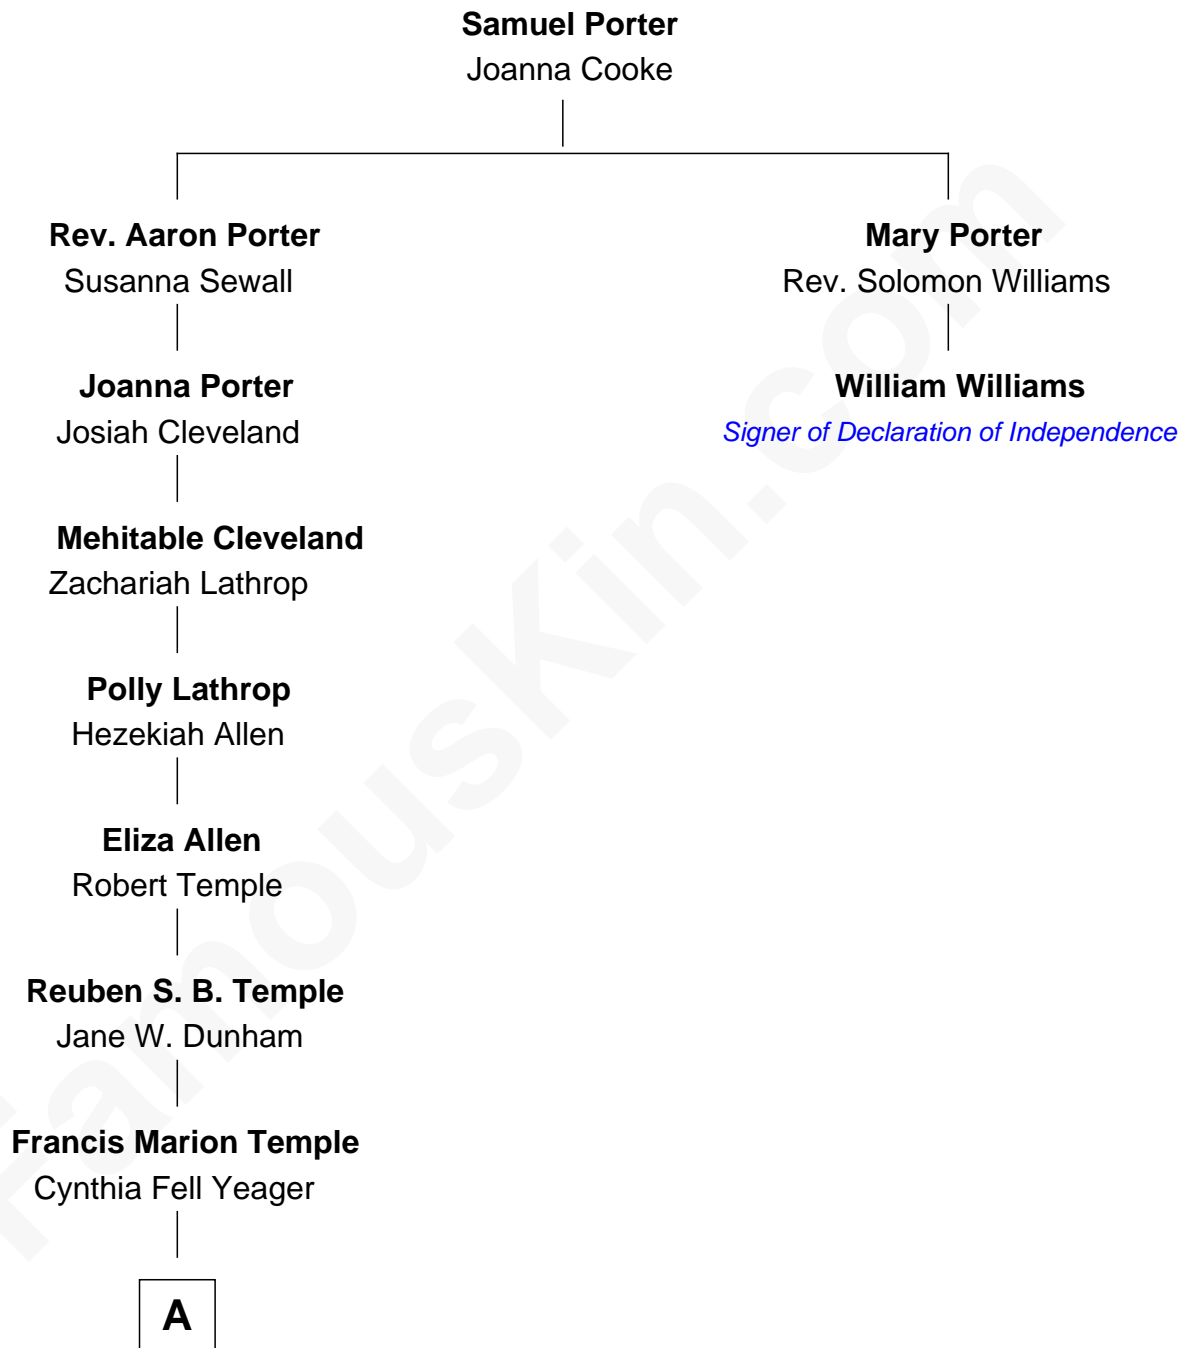 Samuel Porter
Joanna Cooke
Rev. Aaron Porter
Susanna Sewall
Mary Porter
Rev. Solomon Williams
Joanna Porter
Josiah Cleveland
William Williams
Signer of Declaration of Independence
Mehitable Cleveland
Zachariah Lathrop
Polly Lathrop
Hezekiah Allen
Eliza Allen
Robert Temple
Reuben S. B. Temple
Jane W. Dunham
Francis Marion Temple
Cynthia Fell Yeager
A
FamousKin.com